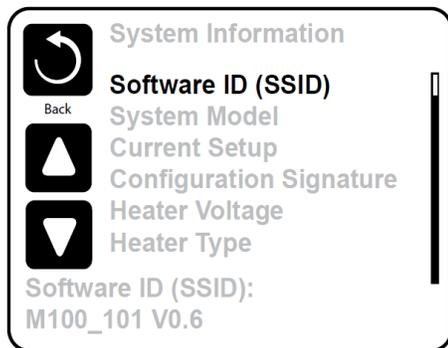 System Information
Software ID (SSID)
Back
System Model
Current Setup
Configuration Signature
Heater Voltage
Heater Type
Software ID (SSID):
M100_101 V0.6